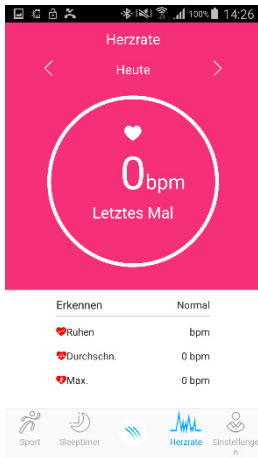 100% 14:26
Herzrate
Heute
0bpm
Letztes Mal
Erkennen Normal
Ruhen bpm
Durchschn. 0 bpm
Max. 0 bpm
Sport Sleeptimer Herzrate Einstellunge
n